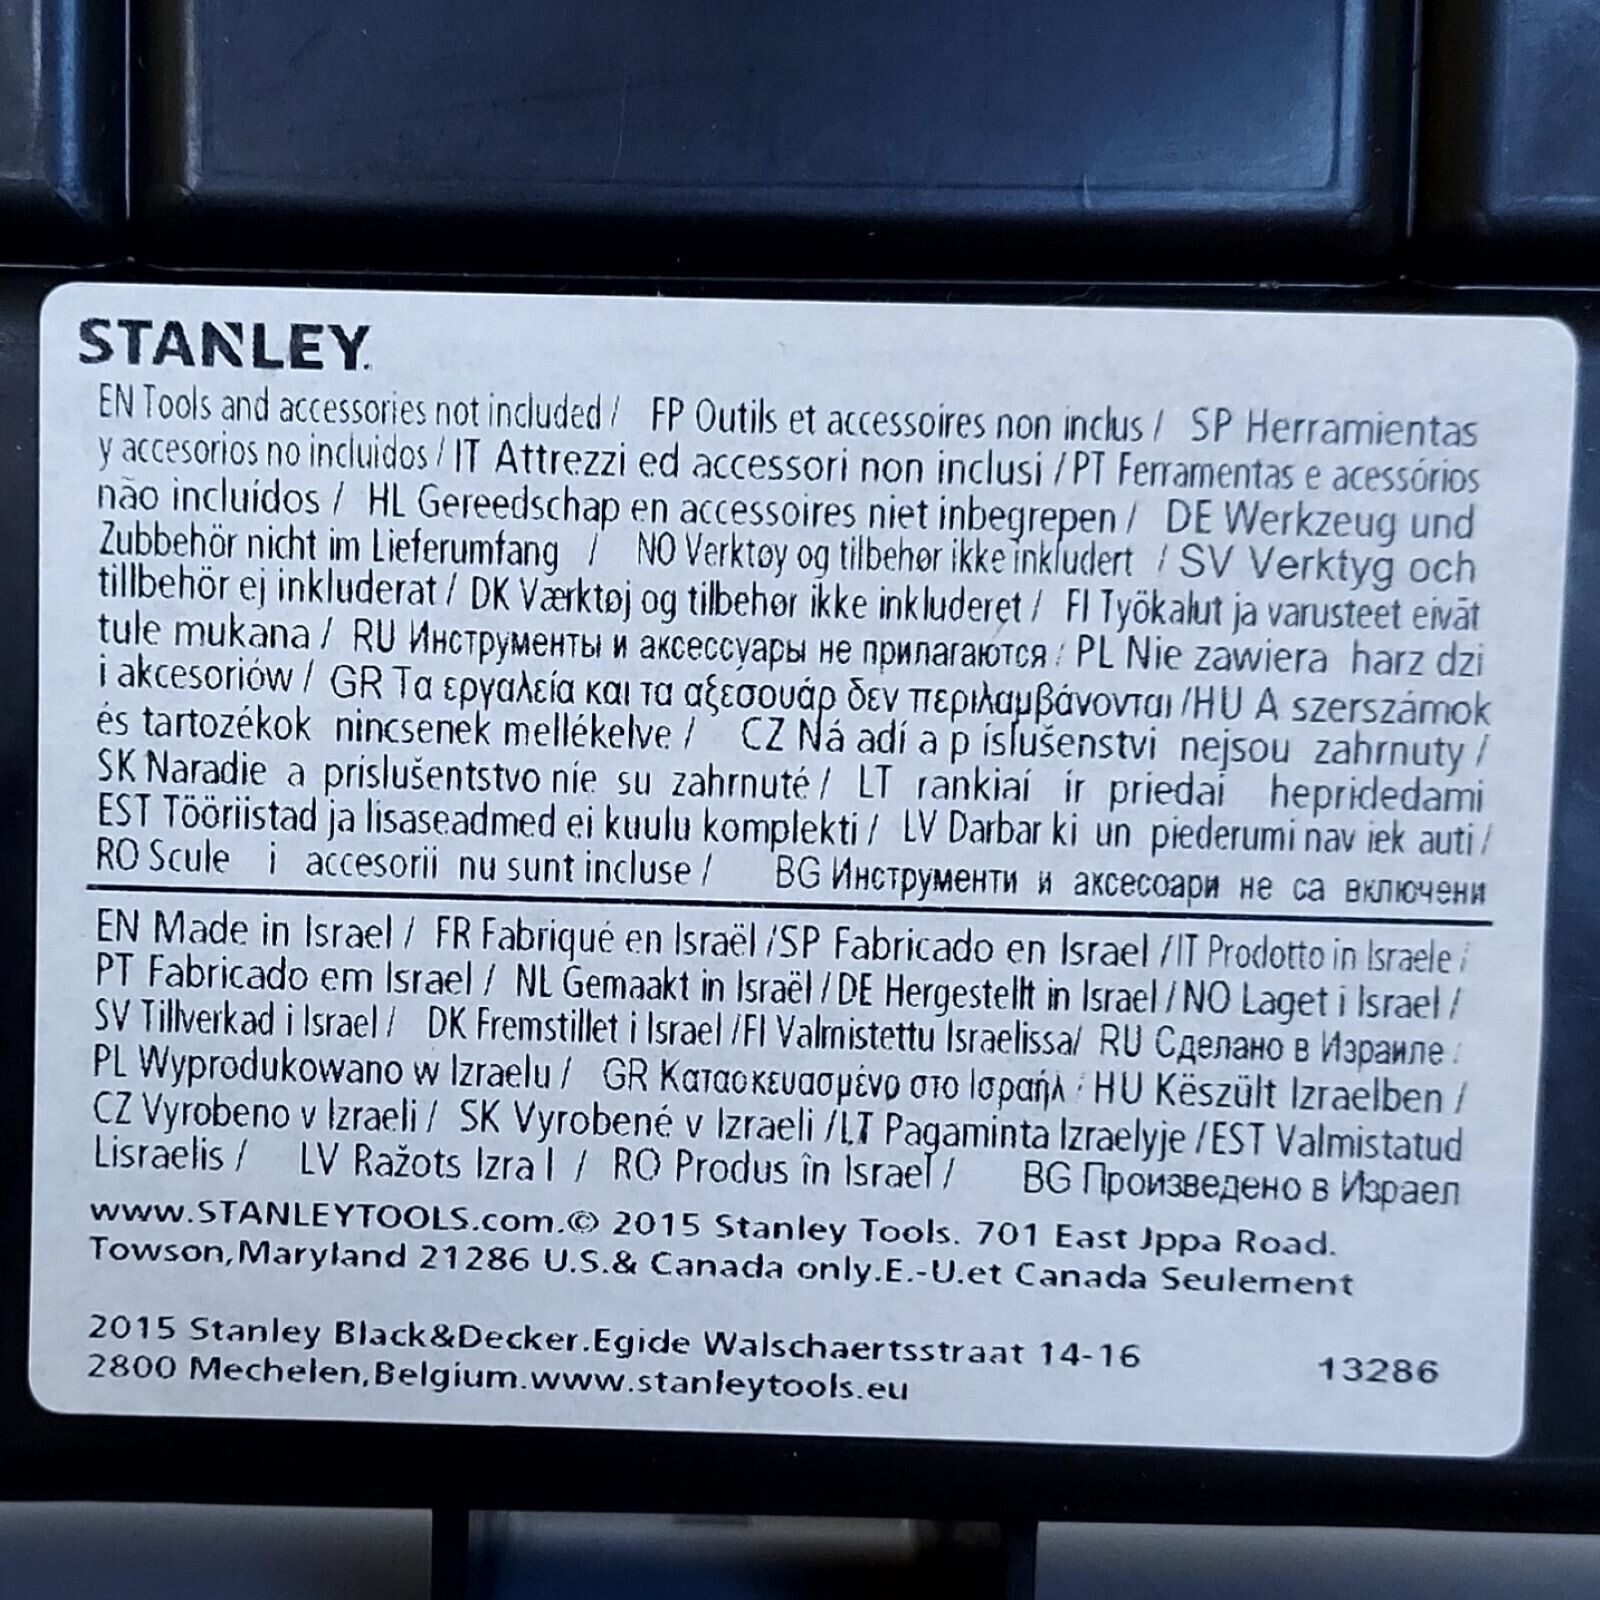 STANLEY.
EN Tools and accessories not included / FP Outils et accessoires non inclus / SP Herramientas
y accesorios no incluidos / IT Attrezzi ed accessori non inclusi / PT Ferramentas e acessórios
não incluídos / HL Gereedschap en accessoires niet inbegrepen / DE Werkzeug und
Zubbehör nicht im Lieferumfang / NO Verktøy og tilbehør ikke inkludert / SV Verktyg och
tillbehör ej inkluderat / DK Værktøj og tilbehør ikke inkluderet / FI Työkalut ja varusteet eivät
tule mukana / RU Инструменты и аксессуары не прилагаются / PL Nie zawiera harz dzi
i akcesoriów / GR Τα εργαλεία και τα αξεσουάρ δεν περιλαμβάνονται /HU A szerszámok
és tartozékok nincsenek mellékelve / CZ Ná adí a p íslušenstvi nejsou zahrnuty /
SK Naradie a príslušentstvo níe su zahrnuté / LT rankiaí ír priedaí hepridedami
EST Tööriistad ja lisaseadmed ei kuulu komplekti / LV Darbar ki un piederumi nav iek auti /
RO Scule i accesorii nu sunt incluse / BG Инструменти и аксесоари не са включени
EN Made in Israel / FR Fabriqué en Israël /SP Fabricado en Israel /IT Prodotto in Israele /
PT Fabricado em Israel / NL Gemaakt in Israël / DE Hergestellt in Israel / NO Laget i Israel /
SV Tillverkad i Israel / DK Fremstillet i Israel /FI Valmistettu Israelissa/ RU Сделано в Израиле /
PL Wyprodukowano w Izraelu / GR Καταοκευασμένο στο Ισραήλ / HU Këszült Izraelben /
CZ Vyrobeno v Izraeli / SK Vyrobené v Izraeli /LT Pagaminta Izraelyje /EST Valmistatud
Lisraelis / LV Ražots Izra l / RO Produs în Israel / BG Произведено в Израел
www.STANLEYTOOLS.com.© 2015 Stanley Tools. 701 East Jppa Road.
Towson,Maryland 21286 U.S.& Canada only.E.-U.et Canada Seulement
2015 Stanley Black&Decker.Egide Walschaertsstraat 14-16
2800 Mechelen,Belgium.www.stanleytools.eu
13286